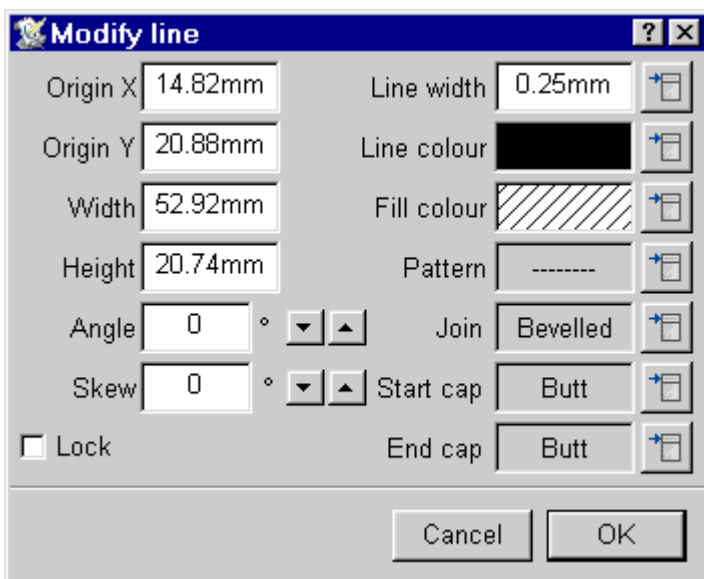 Modify line
Origin X 14.82mm Line width 0.25mm
Origin Y 20.88mm Line colour
Width 52.92mm Fill colour
Height 20.74mm Pattern --------
Angle 0 ° Join Bevelled
Skew 0 ° Start cap Butt
Lock End cap Butt
Cancel OK